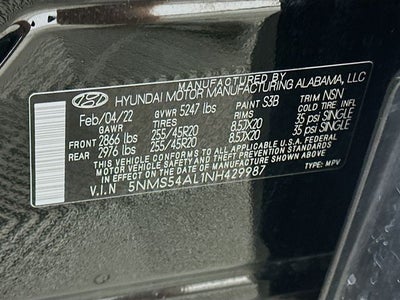 MANUFACTURED BY
HYUNDAI MOTOR MANUFACTURING ALABAMA, LLC
Feb/04/22 GVWR 5247 lbs PAINT S3B TRIM NSN
GAWR TIRES RIMS COLD TIRE INFL
FRONT 2866 lbs 255/45R20 8.5JX20 35 psi SINGLE
REAR 2976 lbs 255/45R20 8.5JX20 35 psi SINGLE
THIS VEHICLE CONFORMS TO ALL APPLICABLE U.S.A. FEDERAL
MOTOR VEHICLE SAFETY AND THEFT PREVENTION STANDARDS
IN EFFECT ON THE DATE OF MANUFACTURE SHOWN ABOVE.
V.I.N 5NMS54AL1NH429987 TYPE: MPV